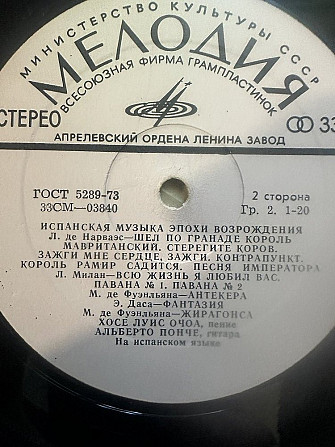 МИНИСТЕРСТВО КУЛЬТУРЫ СССР
МЕЛОДИЯ
ВСЕСОЮЗНАЯ ФИРМА ГРАМПЛАСТИНОК
СТЕРЕО
33
АПРЕЛЕВСКИЙ ОРДЕНА ЛЕНИНА ЗАВОД
ГОСТ 5289-73
2 сторона
33СМ—03840
Гр. 2. 1-20
ИСПАНСКАЯ МУЗЫКА ЭПОХИ ВОЗРОЖДЕНИЯ
Л. де Нарваэс—ШЕЛ ПО ГРАНАДЕ КОРОЛЬ
МАВРИТАНСКИЙ. СТЕРЕГИТЕ КОРОВ.
ЗАЖГИ МНЕ СЕРДЦЕ, ЗАЖГИ. КОНТРАПУНКТ.
КОРОЛЬ РАМИР САДИТСЯ. ПЕСНЯ ИМПЕРАТОРА
Л. Милан—ВСЮ ЖИЗНЬ Я ЛЮБИЛ ВАС.
ПАВАНА № 1. ПАВАНА № 2
М. де Фуэнльяна—АНТЕКЕРА
Э. Даса—ФАНТАЗИЯ
М. де Фуэнльяна—ЖИРАГОНСА
ХОСЕ ЛУИС ОЧОА, пение
АЛЬБЕРТО ПОНЧЕ, гитара
На испанском языке